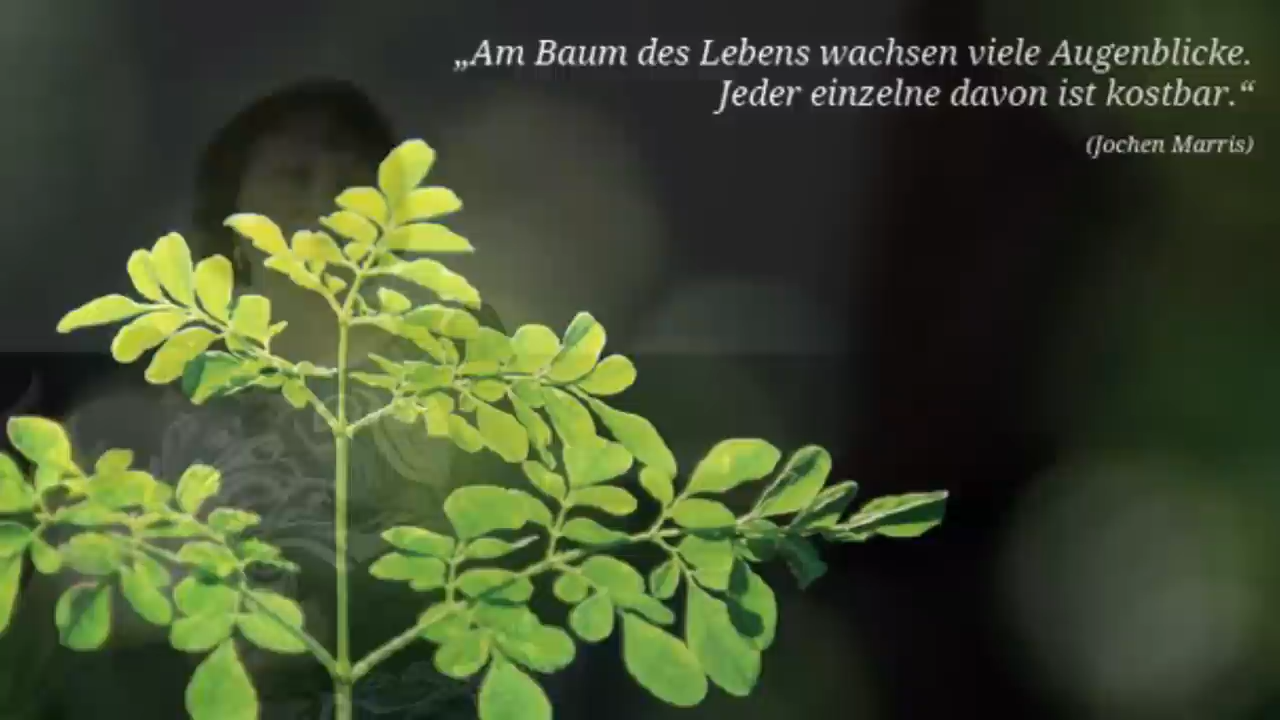 „Am Baum des Lebens wachsen viele Augenblicke.
Jeder einzelne davon ist kostbar.“
(Jochen Marris)